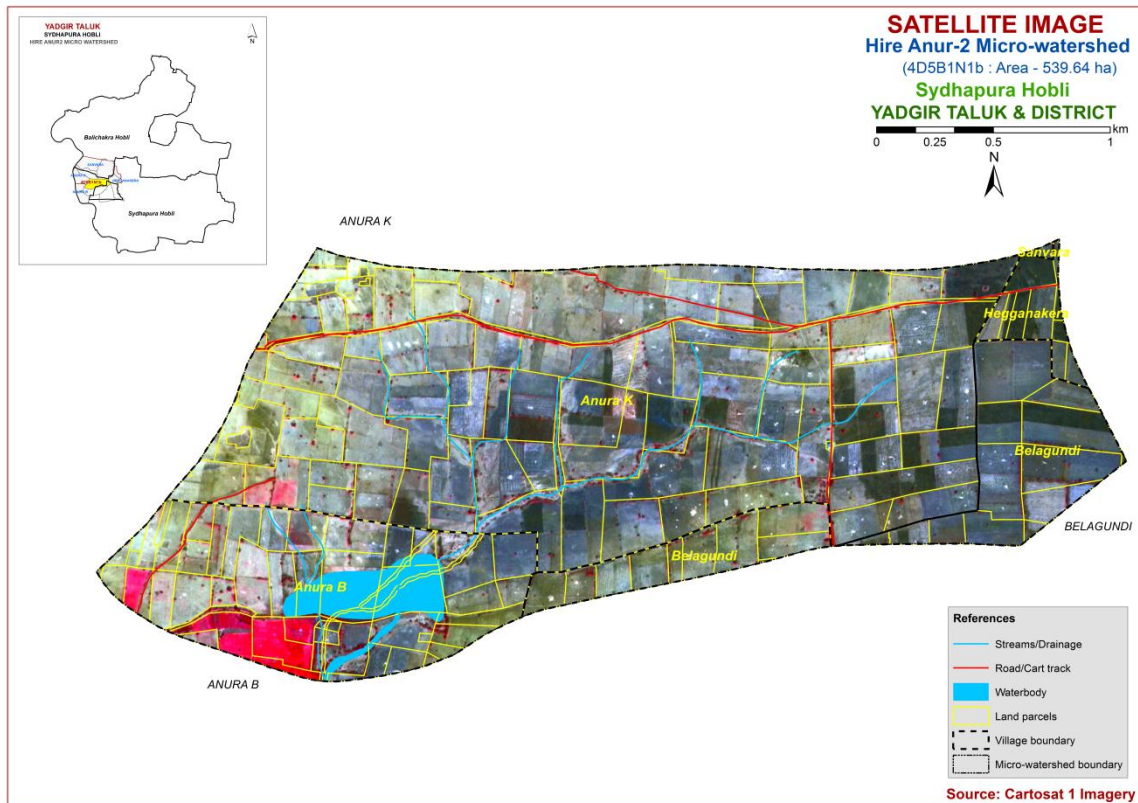 YADGIR TALUK
SYDHAPURA HOBLI
HIRE ANUR-2 MICRO WATERSHED
N
Balichakra Hobli
Sydhapura Hobli
SATELLITE IMAGE
Hire Anur-2 Micro-watershed
(4D5B1N1b : Area - 539.64 ha)
Sydhapura Hobli
YADGIR TALUK & DISTRICT
km
0 0.25 0.5 1
N
ANURA K
Sanvara
Hegganakera
Anura K
Belagundi
BELAGUNDI
Belagundi
Anura B
ANURA B
References
Streams/Drainage
Road/Cart track
Waterbody
Land parcels
Village boundary
Micro-watershed boundary
Source: Cartosat 1 Imagery